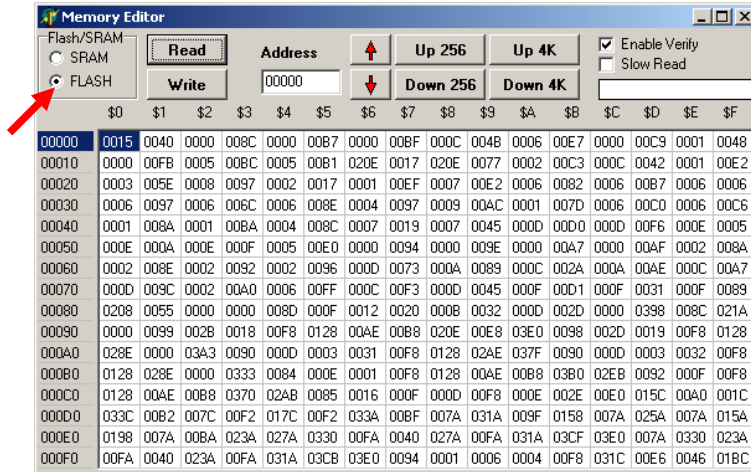 Memory Editor
Flash/SRAM
SRAM
FLASH
Read
Write
Address
00000
Up 256
Down 256
Up 4K
Down 4K
Enable Verify
Slow Read
$0 $1 $2 $3 $4 $5 $6 $7 $8 $9 $A $B $C $D $E $F
00000 0015 0040 0000 008C 0000 00B7 0000 00BF 000C 004B 0006 00E7 0000 00C9 0001 0048
00010 0000 00FB 0005 00BC 0005 00B1 020E 0017 020E 0077 0002 00C3 000C 0042 0001 00E2
00020 0003 005E 0008 0097 0002 0017 0001 00EF 0007 00E2 0006 0082 0006 00B7 0006 0006
00030 0006 0097 0006 006C 0006 008E 0004 0097 0009 00AC 0001 007D 0006 00C0 0006 00C6
00040 0001 008A 0001 00BA 0004 008C 0007 0019 0007 0045 000D 00D0 000D 00F6 000E 0005
00050 000E 000A 000E 000F 0005 00E0 0000 0094 0000 009E 0000 00A7 0000 00AF 0002 008A
00060 0002 008E 0002 0092 0002 0096 000D 0073 000A 0089 000C 002A 000A 00AE 000C 00A7
00070 000D 009C 0002 00A0 0006 00FF 000C 00F3 000D 0045 000F 00D1 000F 0031 000F 0089
00080 0208 0055 0000 0000 008D 000F 0012 0020 000B 0032 000D 002D 0000 0398 008C 021A
00090 0000 0099 002B 0018 00F8 0128 00AE 00B8 020E 00E8 03E0 0098 002D 0019 00F8 0128
000A0 028E 0000 03A3 0090 000D 0003 0031 00F8 0128 02AE 037F 0090 000D 0003 0032 00F8
000B0 0128 028E 0000 0333 0084 000E 0001 00F8 0128 00AE 00B8 03B0 02EB 0092 000F 00F8
000C0 0128 00AE 00B8 0370 02AB 0085 0016 000F 000D 00F8 000E 002E 00E0 015C 00A0 001C
000D0 033C 00B2 007C 00F2 017C 00F2 033A 00BF 007A 031A 009F 0158 007A 025A 007A 015A
000E0 0198 007A 00BA 023A 027A 0330 00FA 0040 027A 00FA 031A 03CF 03E0 007A 0330 023A
000F0 00FA 0040 023A 00FA 031A 03CB 03E0 0094 0001 0006 0004 00F8 031C 00E6 0046 01BC